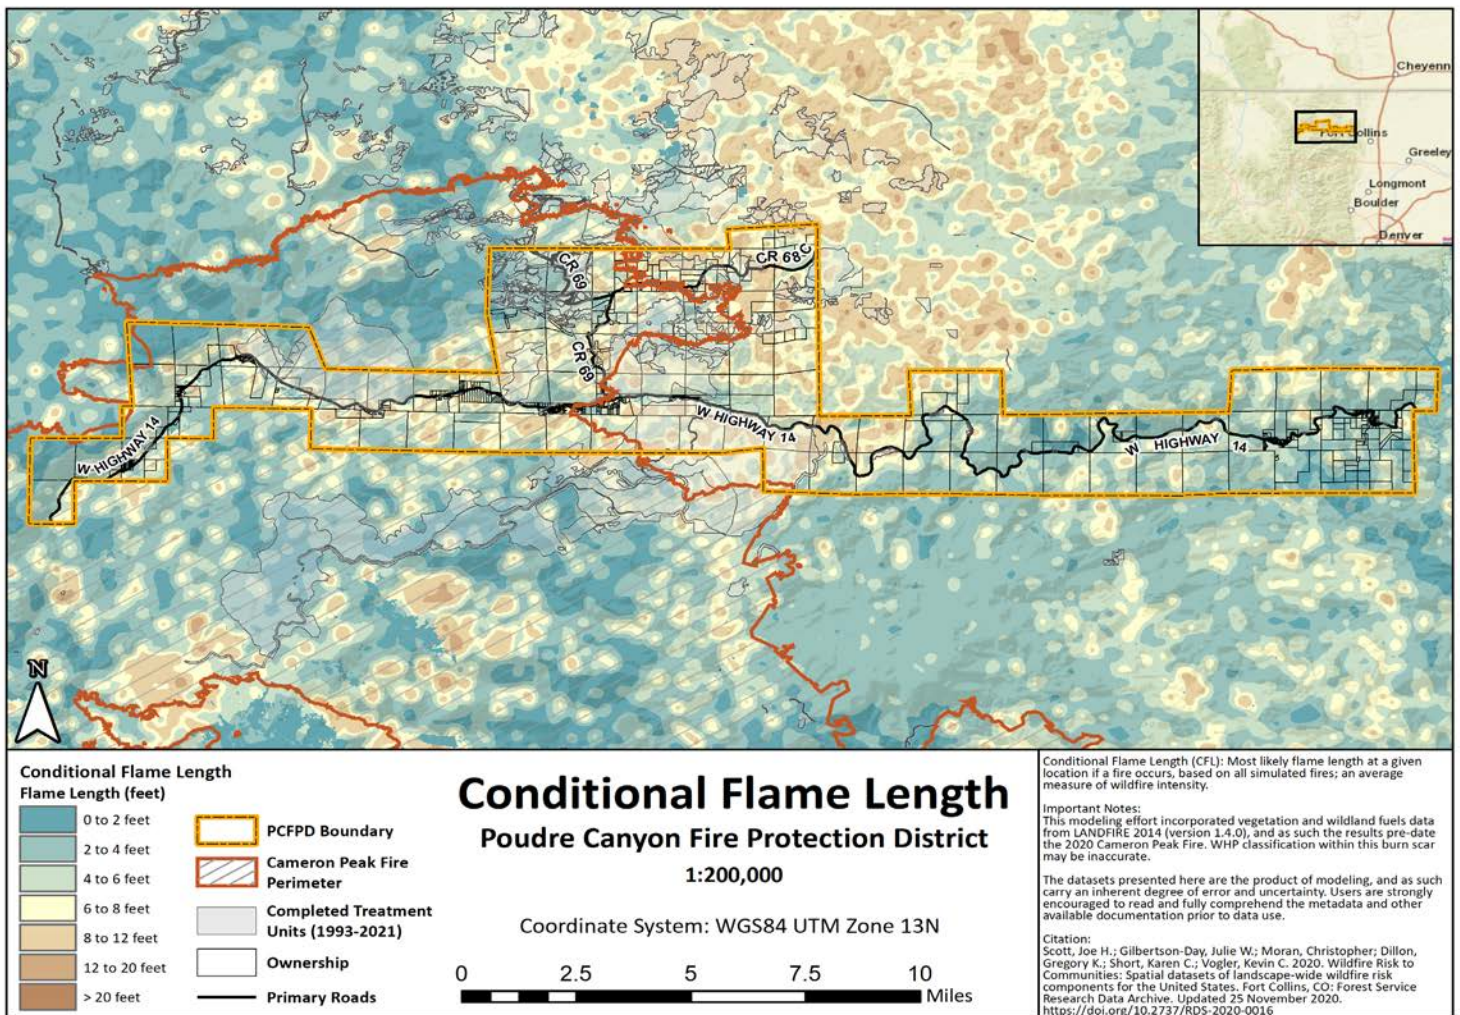 Cheyenn
Fort Collins
Greeley
Longmont
Boulder
Denver
CR 69
CR 68C
CR 69
W HIGHWAY 14
W HIGHWAY 14
W HIGHWAY 14
N
Conditional Flame Length
Flame Length (feet)
0 to 2 feet
2 to 4 feet
4 to 6 feet
6 to 8 feet
8 to 12 feet
12 to 20 feet
> 20 feet
PCFPD Boundary
Cameron Peak Fire
Perimeter
Completed Treatment
Units (1993-2021)
Ownership
Primary Roads
Conditional Flame Length
Poudre Canyon Fire Protection District
1:200,000
Coordinate System: WGS84 UTM Zone 13N
0 2.5 5 7.5 10
Miles
Conditional Flame Length (CFL): Most likely flame length at a given
location if a fire occurs, based on all simulated fires; an average
measure of wildfire intensity.
Important Notes:
This modeling effort incorporated vegetation and wildland fuels data
from LANDFIRE 2014 (version 1.4.0), and as such the results pre-date
the 2020 Cameron Peak Fire. WHP classification within this burn scar
may be inaccurate.
The datasets presented here are the product of modeling, and as such
carry an inherent degree of error and uncertainty. Users are strongly
encouraged to read and fully comprehend the metadata and other
available documentation prior to data use.
Citation:
Scott, Joe H.; Gilbertson-Day, Julie W.; Moran, Christopher; Dillon,
Gregory K.; Short, Karen C.; Vogler, Kevin C. 2020. Wildfire Risk to
Communities: Spatial datasets of landscape-wide wildfire risk
components for the United States. Fort Collins, CO: Forest Service
Research Data Archive. Updated 25 November 2020.
https://doi.org/10.2737/RDS-2020-0016